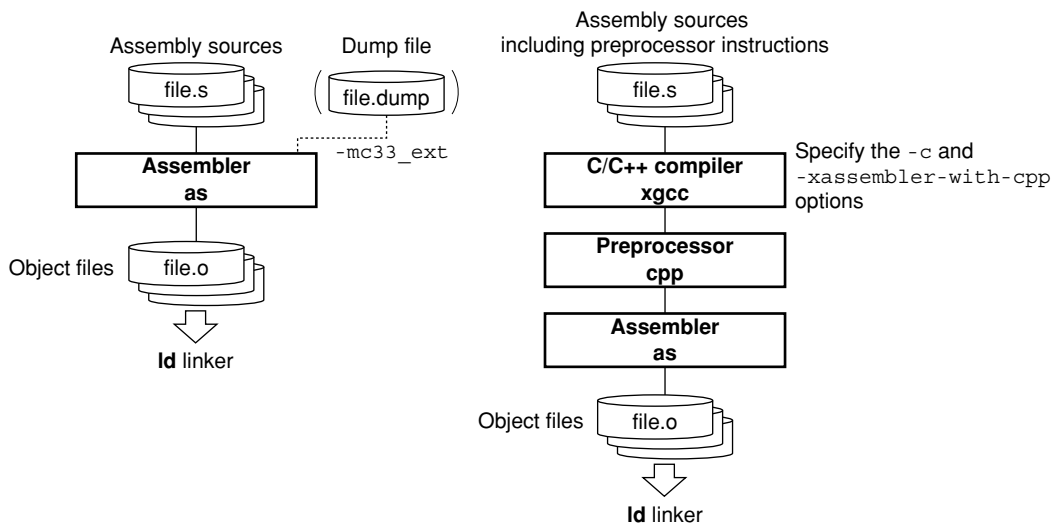 Assembly sources
Dump file
file.s
file.dump
-mc33_ext
Assembler
as
Object files
file.o
ld linker
Assembly sources
including preprocessor instructions
file.s
C/C++ compiler
xgcc
Specify the -c and
-xassembler-with-cpp
options
Preprocessor
cpp
Assembler
as
Object files
file.o
ld linker